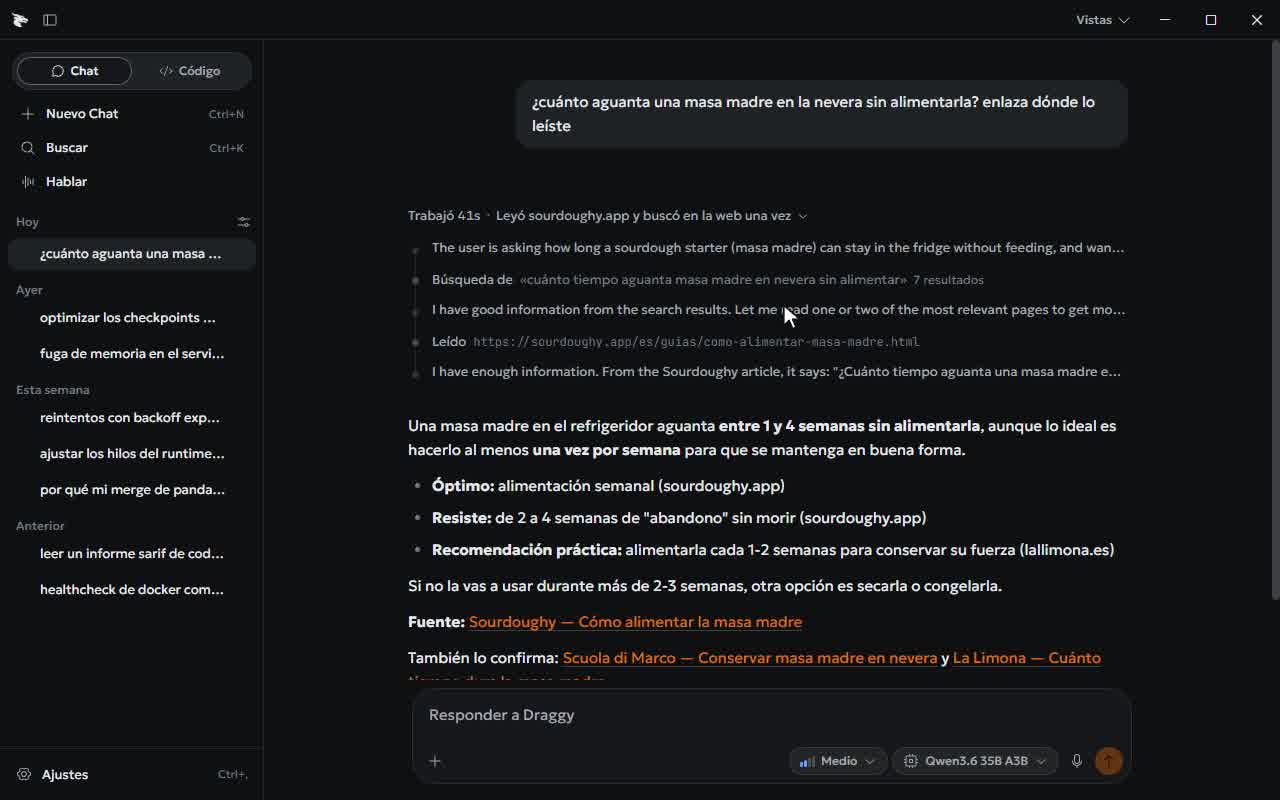 Vistas
Chat
Código
Nuevo Chat Ctrl+N
Buscar Ctrl+K
Hablar
Hoy
¿cuánto aguanta una masa ...
Ayer
optimizar los checkpoints ...
fuga de memoria en el servi...
Esta semana
reintentos con backoff exp...
ajustar los hilos del runtime...
por qué mi merge de panda...
Anterior
leer un informe sarif de cod...
healthcheck de docker com...
Ajustes Ctrl+,
¿cuánto aguanta una masa madre en la nevera sin alimentarla? enlaza dónde lo
leíste
Trabajó 41s · Leyó sourdoughy.app y buscó en la web una vez
The user is asking how long a sourdough starter (masa madre) can stay in the fridge without feeding, and wan...
Búsqueda de «cuánto tiempo aguanta masa madre en nevera sin alimentar» 7 resultados
I have good information from the search results. Let me read one or two of the most relevant pages to get mo...
Leído https://sourdoughy.app/es/guias/como-alimentar-masa-madre.html
I have enough information. From the Sourdoughy article, it says: "¿Cuánto tiempo aguanta una masa madre e...
Una masa madre en el refrigerador aguanta entre 1 y 4 semanas sin alimentarla, aunque lo ideal es
hacerlo al menos una vez por semana para que se mantenga en buena forma.
Óptimo: alimentación semanal (sourdoughy.app)
Resiste: de 2 a 4 semanas de "abandono" sin morir (sourdoughy.app)
Recomendación práctica: alimentarla cada 1-2 semanas para conservar su fuerza (lallimona.es)
Si no la vas a usar durante más de 2-3 semanas, otra opción es secarla o congelarla.
Fuente: Sourdoughy — Cómo alimentar la masa madre
También lo confirma: Scuola di Marco — Conservar masa madre en nevera y La Limona — Cuánto
Responder a Draggy
Medio
Qwen3.6 35B A3B